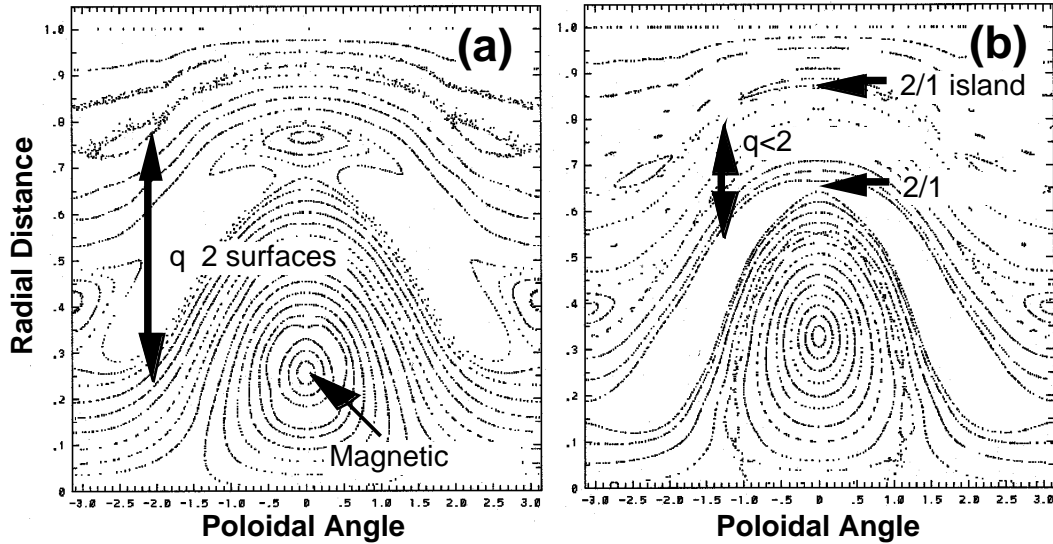 (a)
1.0
.9
.8
.7
.6
.5
.4
.3
.2
.1
0
Radial Distance
q 2 surfaces
Magnetic
-3.0 -2.5 -2.0 -1.5 -1.0 -.5 0 .5 1.0 1.5 2.0 2.5 3.0
Poloidal Angle
(b)
1.0
.9
.8
.7
.6
.5
.4
.3
.2
.1
0
2/1 island
q<2
2/1
-3.0 -2.5 -2.0 -1.5 -1.0 -.5 0 .5 1.0 1.5 2.0 2.5 3.0
Poloidal Angle